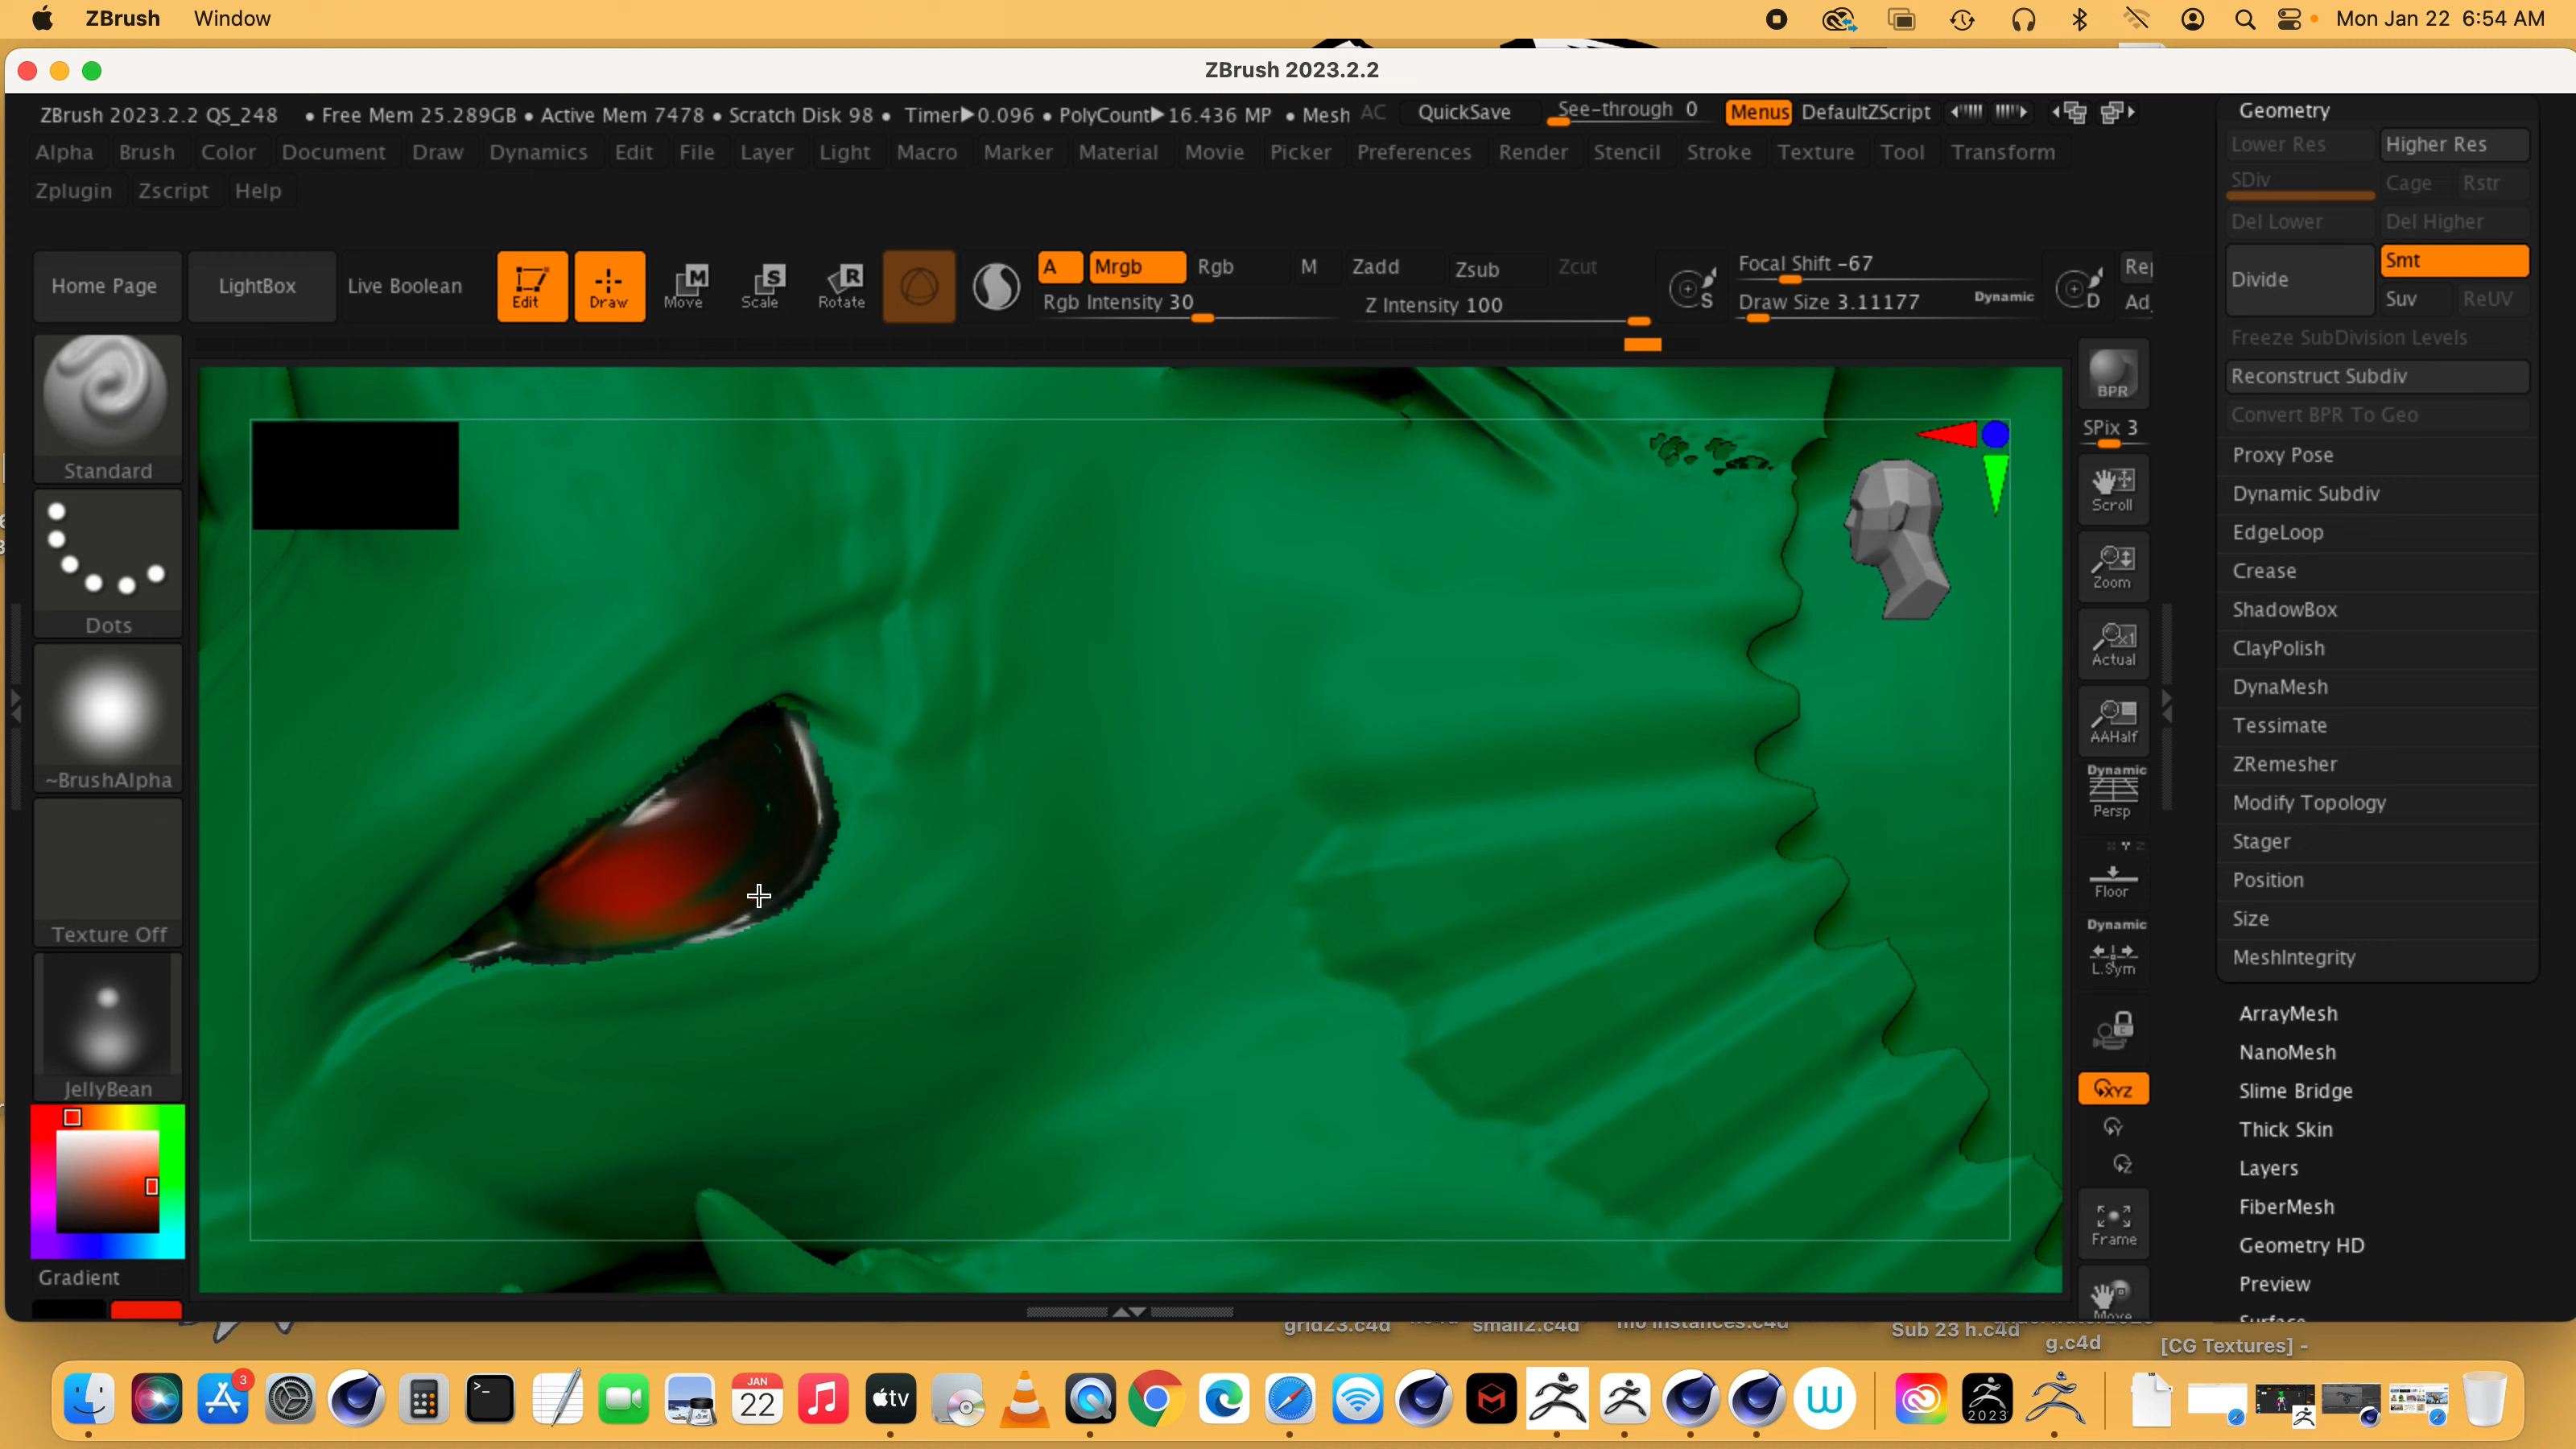 ZBrush Window Mon Jan 22 6:54 AM
ZBrush 2023.2.2
ZBrush 2023.2.2 QS_248 • Free Mem 25.289GB • Active Mem 7478 • Scratch Disk 98 • Timer▶0.096 • PolyCount▶16.436 MP • Mesh AC QuickSave See-through 0 Menus DefaultZScript
Alpha Brush Color Document Draw Dynamics Edit File Layer Light Macro Marker Material Movie Picker Preferences Render Stencil Stroke Texture Tool Transform
Zplugin Zscript Help
Home Page LightBox Live Boolean Edit Draw Move Scale Rotate
A Mrgb Rgb M Zadd Zsub Zcut
Rgb Intensity 30 Z Intensity 100
S
Focal Shift -67
Draw Size 3.11177 Dynamic
D
Standard
Dots
~BrushAlpha
Texture Off
JellyBean
Gradient
BPR
SPix 3
Scroll
Zoom
Actual
AAHalf
Dynamic
Persp
Floor
Dynamic
L.Sym
XYZ
Y
Z
Frame
Move
Geometry
Lower Res Higher Res
SDiv Cage Rstr
Del Lower Del Higher
Divide Smt
Suv ReUV
Freeze SubDivision Levels
Reconstruct Subdiv
Convert BPR To Geo
Proxy Pose
Dynamic Subdiv
EdgeLoop
Crease
ShadowBox
ClayPolish
DynaMesh
Tessimate
ZRemesher
Modify Topology
Stager
Position
Size
MeshIntegrity
ArrayMesh
NanoMesh
Slime Bridge
Thick Skin
Layers
FiberMesh
Geometry HD
Preview
Surface
grid23.c4d small2.c4d mo instances.c4d Sub 23 h.c4d
g.c4d [CG Textures] -
3
JAN
22
tv
2023